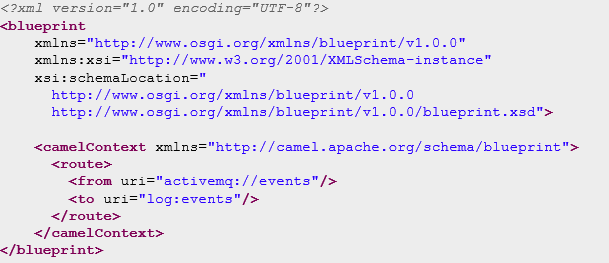 <?xml version="1.0" encoding="UTF-8"?>
<blueprint
xmlns="http://www.osgi.org/xmlns/blueprint/v1.0.0"
xmlns:xsi="http://www.w3.org/2001/XMLSchema-instance"
xsi:schemaLocation="
http://www.osgi.org/xmlns/blueprint/v1.0.0
http://www.osgi.org/xmlns/blueprint/v1.0.0/blueprint.xsd">
<camelContext xmlns="http://camel.apache.org/schema/blueprint">
<route>
<from uri="activemq://events"/>
<to uri="log:events"/>
</route>
</camelContext>
</blueprint>